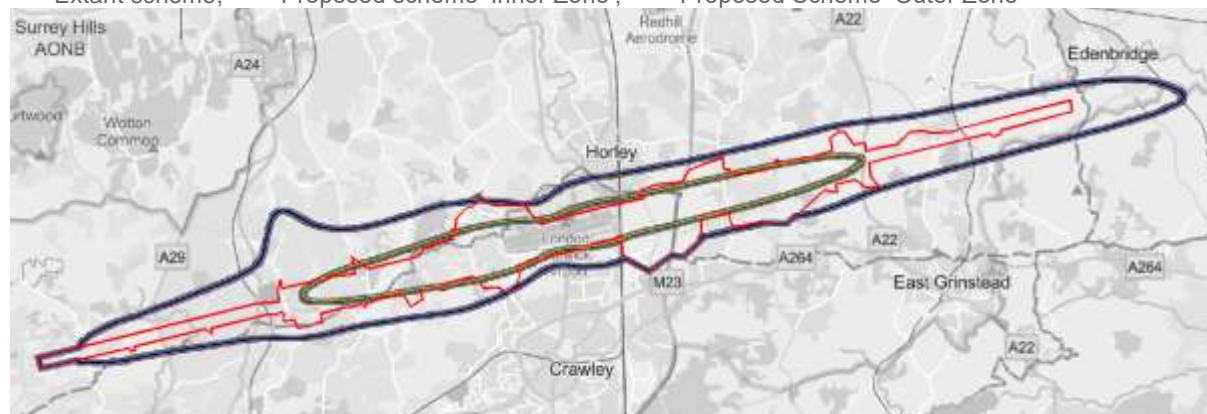 Extant scheme, Proposed scheme 'Inner Zone', Proposed Scheme 'Outer Zone'
Surrey Hills
AONB
A24
Redhill
Aerodrome
A22
Edenbridge
Wotton
Common
Horley
London
A29
M23
A264
A22
East Grinstead
A264
A22
Crawley